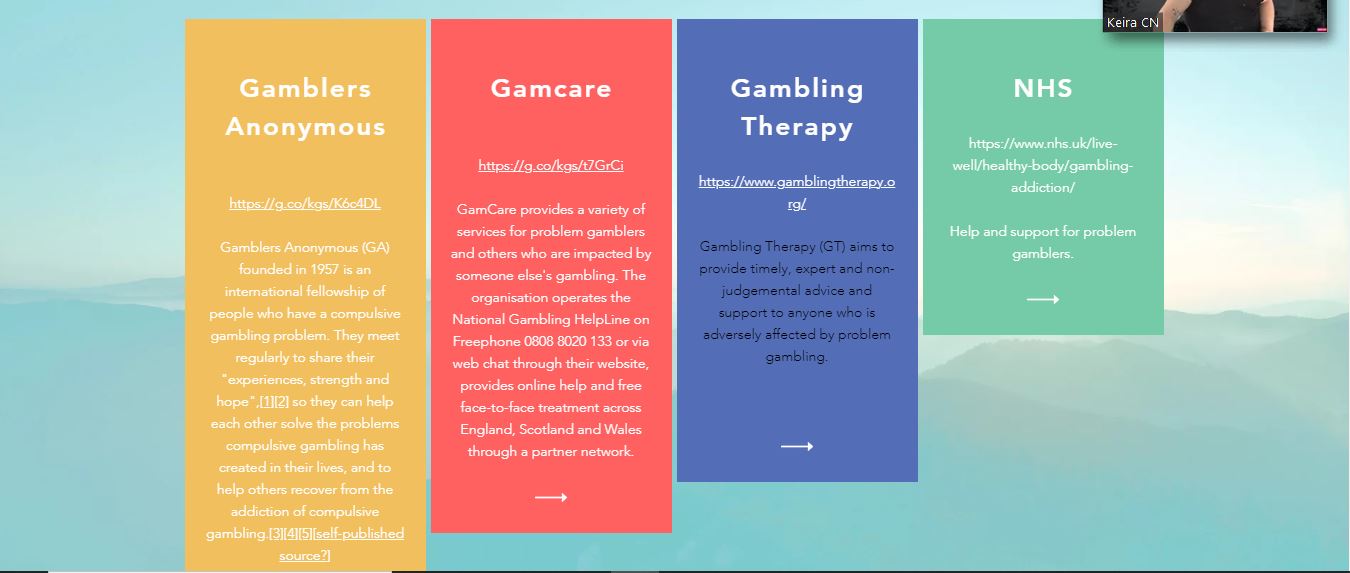 Keira CN
Gamblers
Anonymous
https://g.co/kgs/K6c4DL
Gamblers Anonymous (GA)
founded in 1957 is an
international fellowship of
people who have a compulsive
gambling problem. They meet
regularly to share their
"experiences, strength and
hope",[1][2] so they can help
each other solve the problems
compulsive gambling has
created in their lives, and to
help others recover from the
addiction of compulsive
gambling.[3][4][5][self-published
source?]
Gamcare
https://g.co/kgs/t7GrCi
GamCare provides a variety of
services for problem gamblers
and others who are impacted by
someone else's gambling. The
organisation operates the
National Gambling HelpLine on
Freephone 0808 8020 133 or via
web chat through their website,
provides online help and free
face-to-face treatment across
England, Scotland and Wales
through a partner network.
Gambling
Therapy
https://www.gamblingtherapy.o
rg/
Gambling Therapy (GT) aims to
provide timely, expert and non-
judgemental advice and
support to anyone who is
adversely affected by problem
gambling.
NHS
https://www.nhs.uk/live-
well/healthy-body/gambling-
addiction/
Help and support for problem
gamblers.